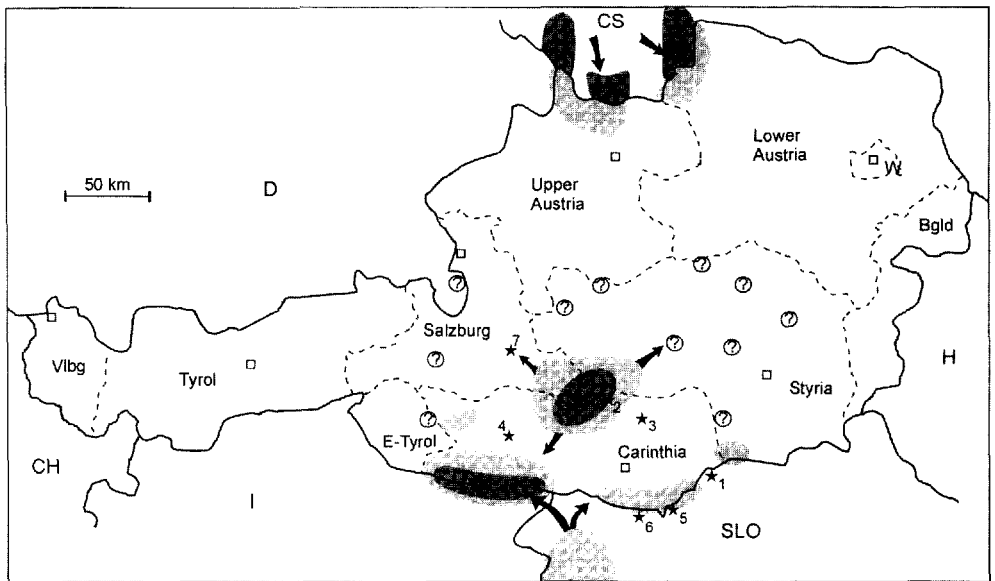 CS
Lower
Austria
W
50 km
D
Upper
Austria
Bgld
?
?
?
?
?
?
Salzburg
7
?
?
?
H
Vlbg
Tyrol
?
Styria
2
3
?
?
4
E-Tyrol
Carinthia
CH
1
I
5
6
SLO